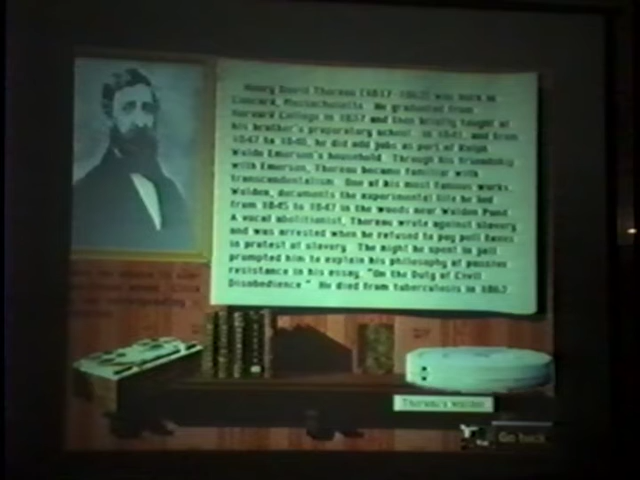 Henry David Thoreau (1817-1862) was born in
Concord, Massachusetts. He graduated from
Harvard College in 1837 and then briefly taught at
his brother's preparatory school. In 1841, and from
1847 to 1848, he did odd jobs as part of Ralph
Waldo Emerson's household. Through his friendship
with Emerson, Thoreau became familiar with
transcendentalism. One of his most famous works,
Walden, documents the experimental life he led
from 1845 to 1847 in the woods near Walden Pond.
A vocal abolitionist, Thoreau wrote against slavery
and was arrested when he refused to pay poll taxes
in protest of slavery. The night he spent in jail
prompted him to explain his philosophy of passive
resistance in his essay, "On the Duty of Civil
Disobedience." He died from tuberculosis in 1862
Thoreau's Walden
Go back